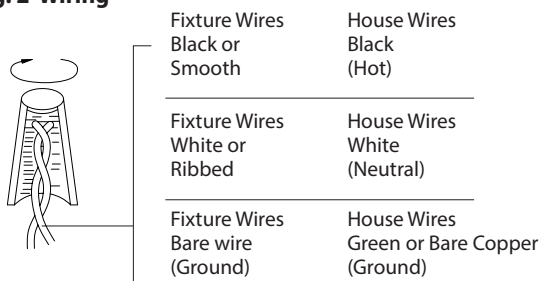 g. 2 Wiring
Fixture Wires House Wires
Black or Black
Smooth (Hot)
Fixture Wires House Wires
White or White
Ribbed (Neutral)
Fixture Wires House Wires
Bare wire Green or Bare Copper
(Ground) (Ground)